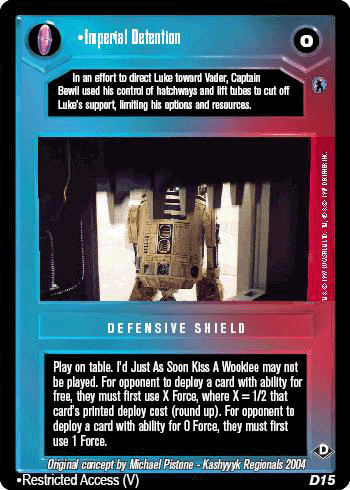 •Imperial Detention
0
In an effort to direct Luke toward Vader, Captain
Bewil used his control of hatchways and lift tubes to cut off
Luke's support, limiting his options and resources.
DEFENSIVE SHIELD
Play on table. I'd Just As Soon Kiss A Wookiee may
not be played. For opponent to deploy a card with ability for
free, they must first use X Force, where X = 1/2 that
card's printed deploy cost (round up). For opponent to
deploy a card with ability for 0 Force, they must first
use 1 Force.
Original concept by Michael Pistone - Kashyyyk Regionals 2004
D
•Restricted Access (V)
D15